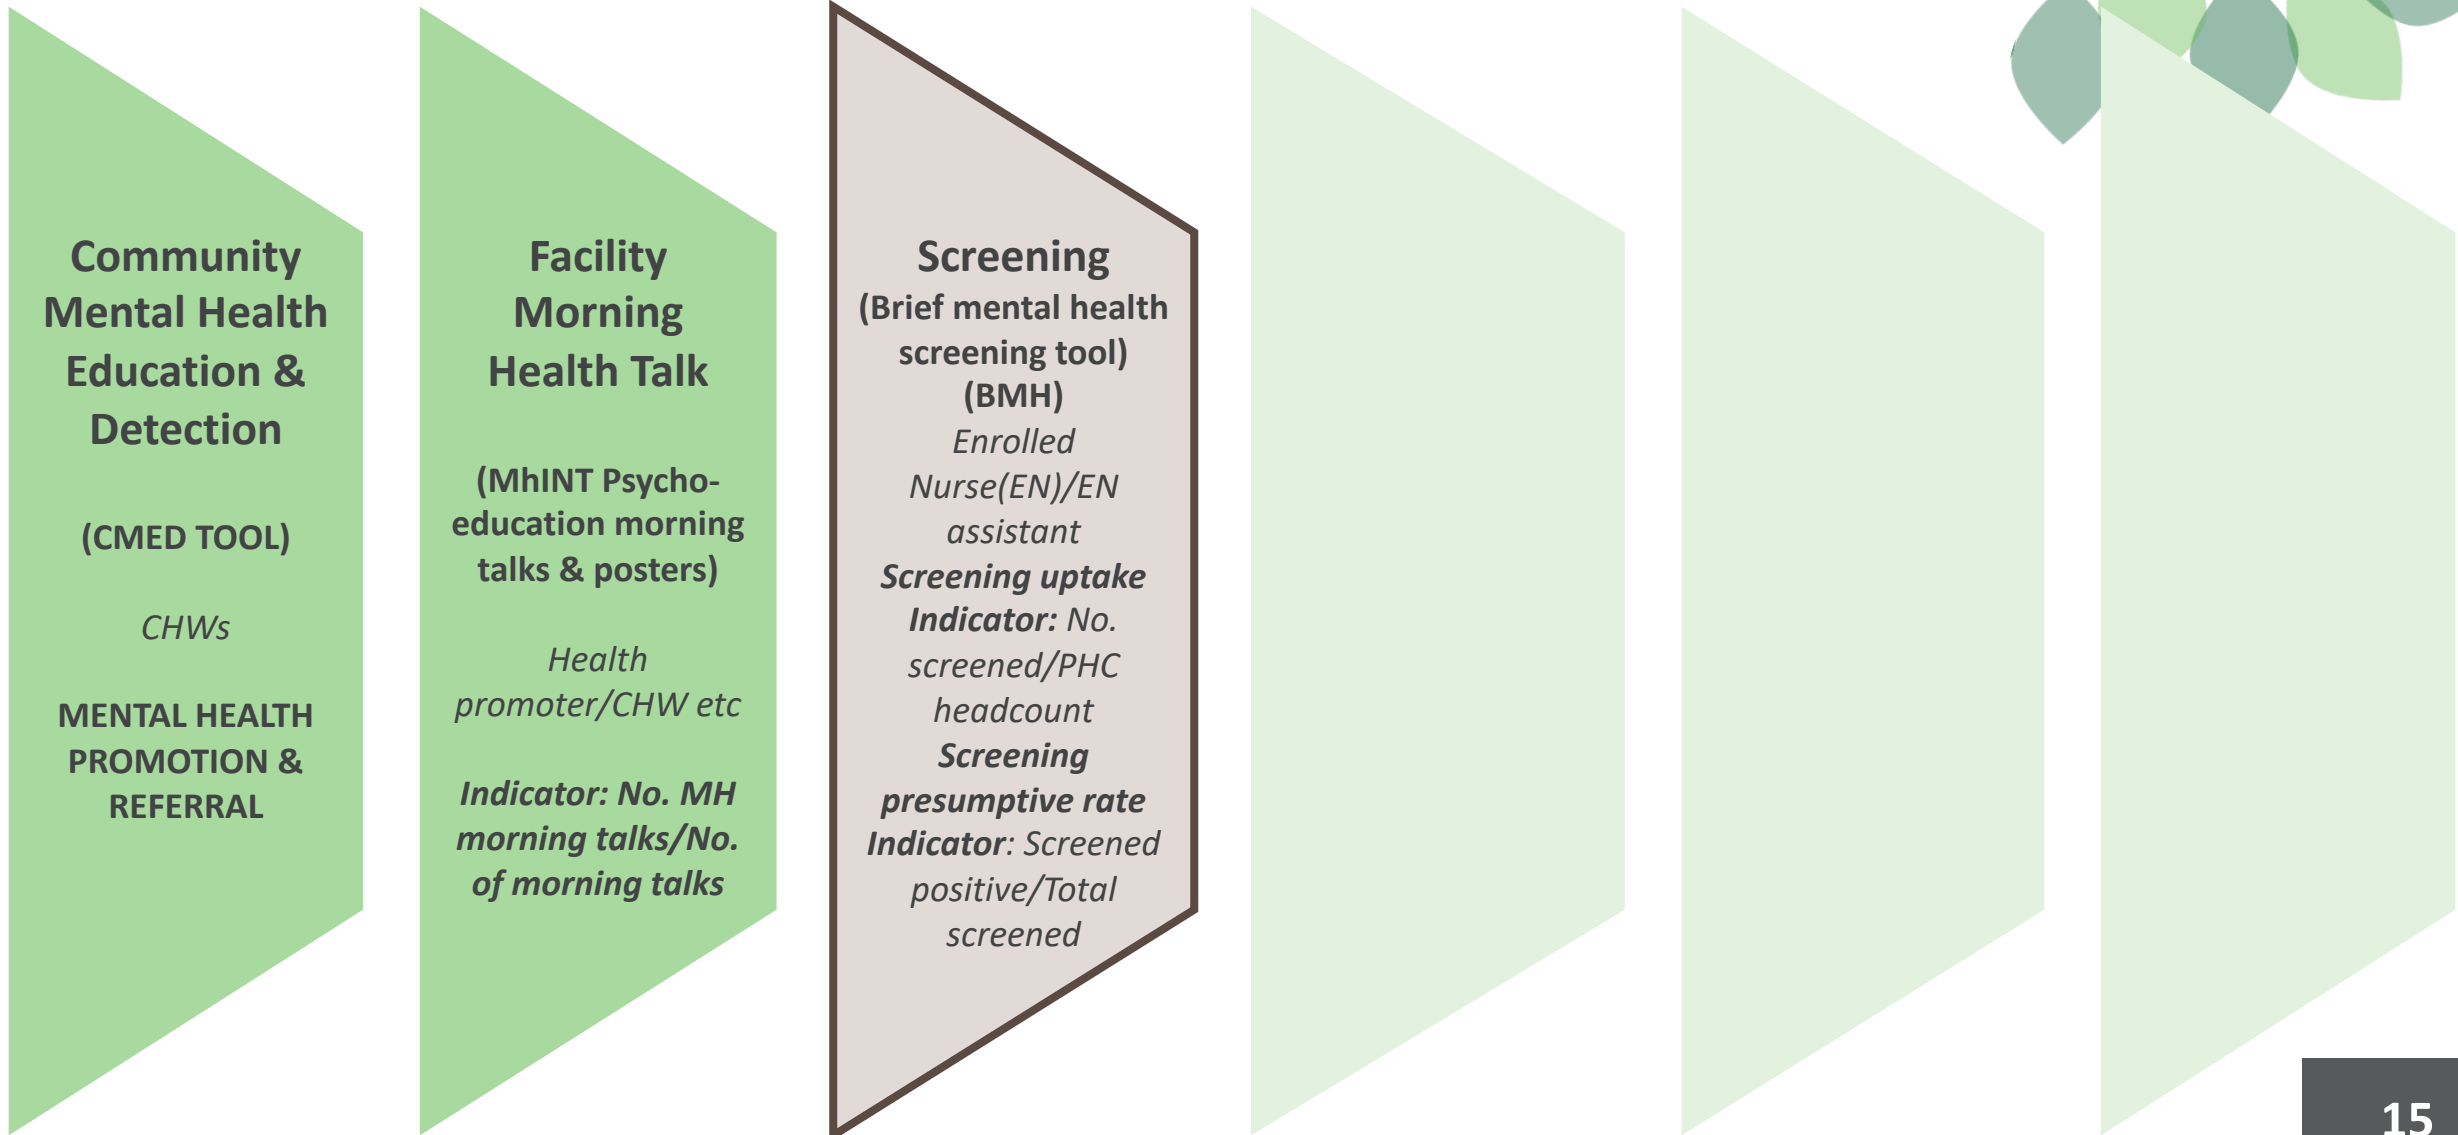 Community
Mental Health
Education &
Detection
(CMED TOOL)
CHWs
MENTAL HEALTH
PROMOTION &
REFERRAL
Facility
Morning
Health Talk
(MhINT Psycho-
education morning
talks & posters)
Health
promoter/CHW etc
Indicator: No. MH
morning talks/No.
of morning talks
Screening
(Brief mental health
screening tool)
(BMH)
Enrolled
Nurse(EN)/EN
assistant
Screening uptake
Indicator: No.
screened/PHC
headcount
Screening
presumptive rate
Indicator: Screened
positive/Total
screened
15